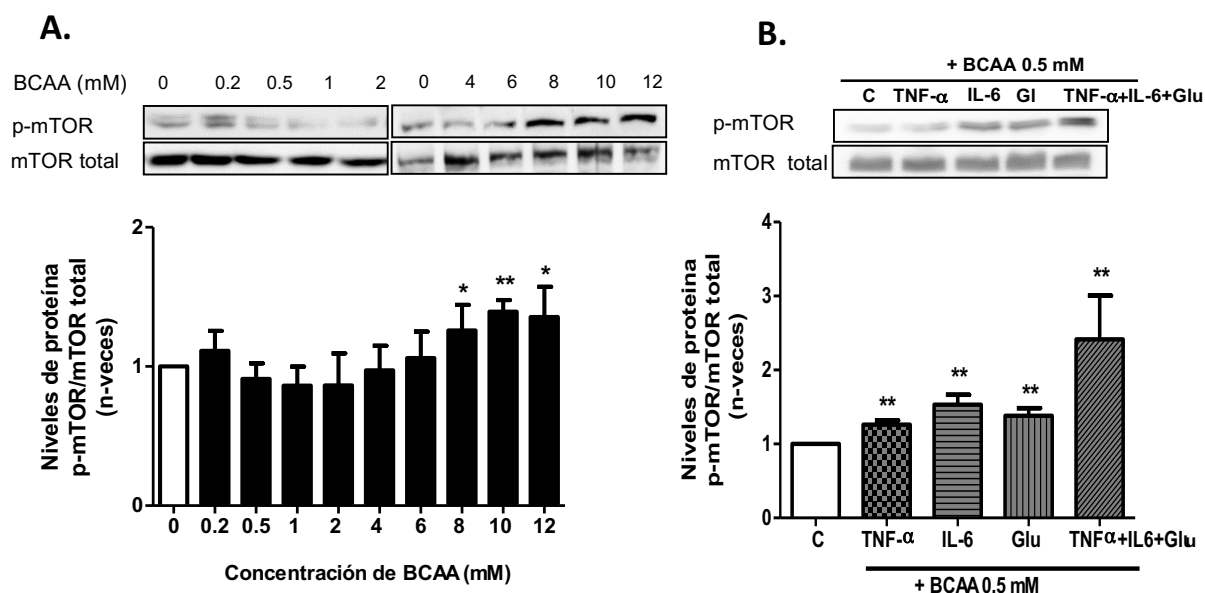 A.
BCAA (mM) 0 0.2 0.5 1 2 0 4 6 8 10 12
p-mTOR
mTOR total
2
1
0
* ** *
Niveles de proteína
p-mTOR/mTOR total
(n-veces)
0 0.2 0.5 1 2 4 6 8 10 12
Concentración de BCAA (mM)
B.
+ BCAA 0.5 mM
C TNF-α IL-6 Gl TNF-α+IL-6+Glu
p-mTOR
mTOR total
4
3
2
1
0
** ** ** **
Niveles de proteína
p-mTOR/mTOR total
(n-veces)
C TNF-α IL-6 Glu TNFα+IL6+Glu
+ BCAA 0.5 mM